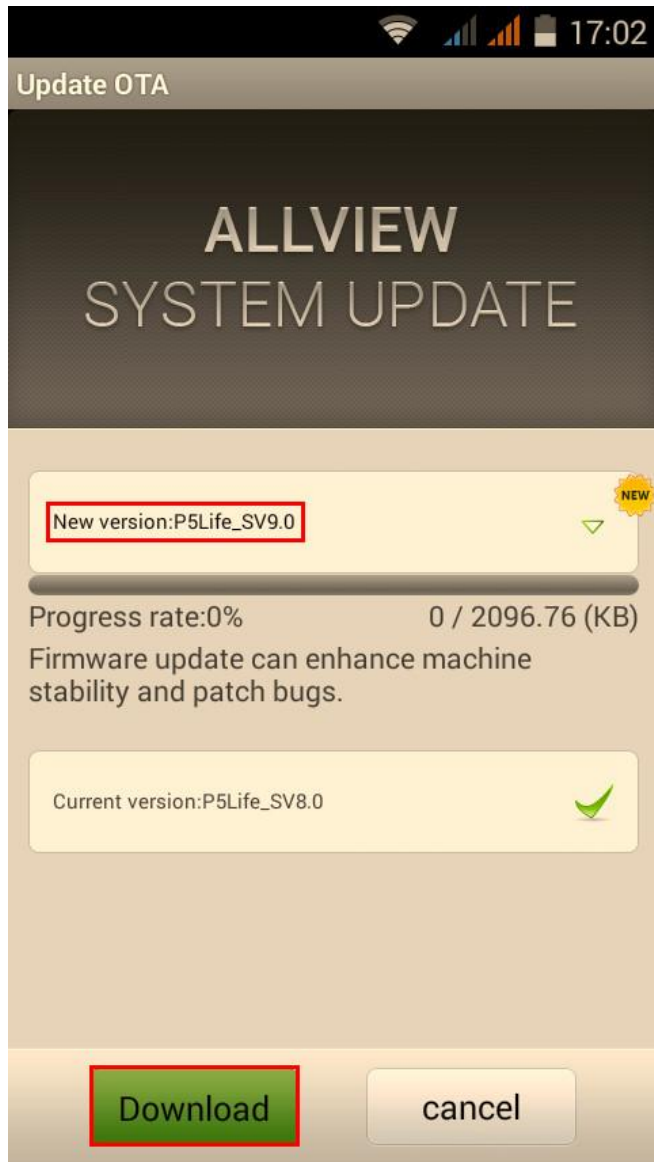 17:02
Update OTA
ALLVIEW
SYSTEM UPDATE
NEW
New version:P5Life_SV9.0
Progress rate:0% 0 / 2096.76 (KB)
Firmware update can enhance machine
stability and patch bugs.
Current version:P5Life_SV8.0
Download cancel